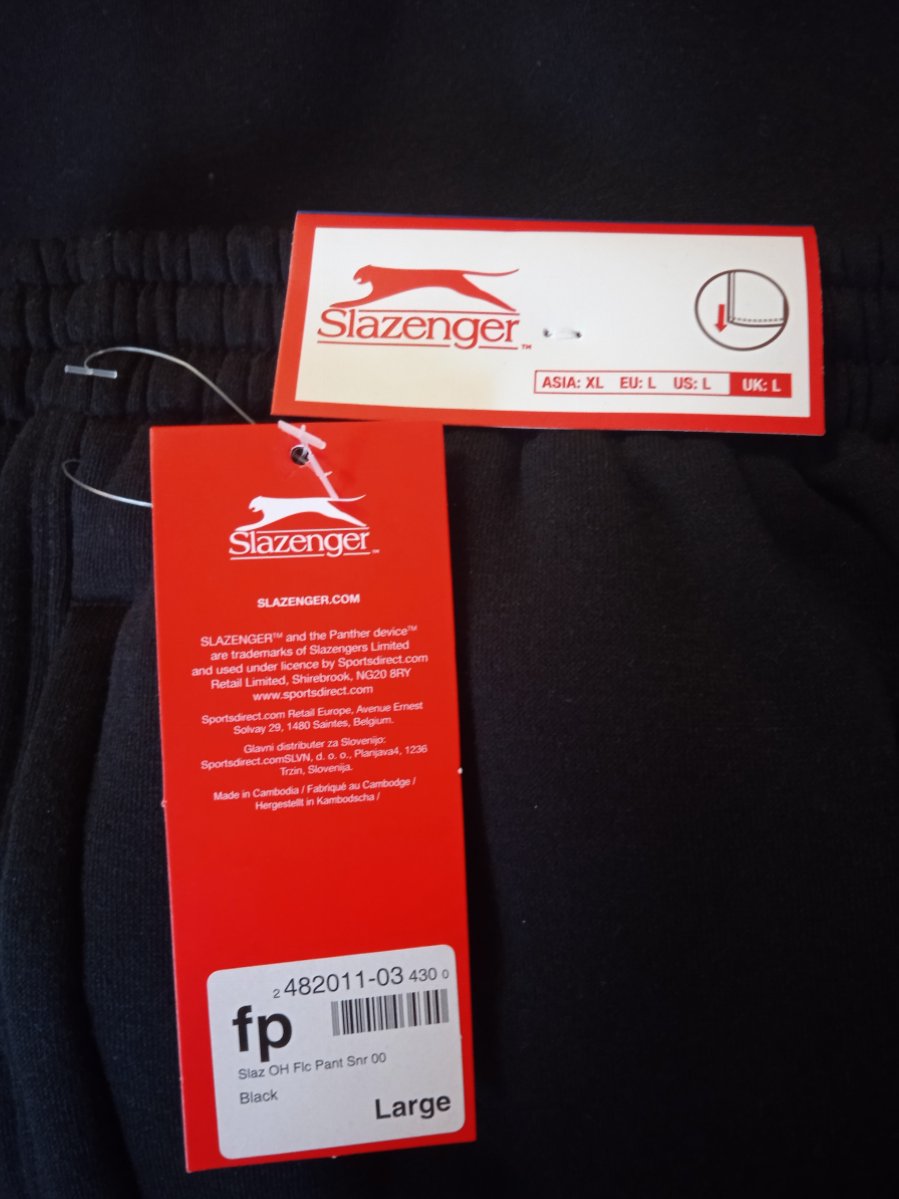 Slazenger™
ASIA: XL EU: L US: L UK: L
Slazenger™
SLAZENGER.COM
SLAZENGER™ and the Panther device™
are trademarks of Slazengers Limited
and used under licence by Sportsdirect.com
Retail Limited, Shirebrook, NG20 8RY
www.sportsdirect.com
Sportsdirect.com Retail Europe, Avenue Ernest
Solvay 29, 1480 Saintes, Belgium.
Glavni distributer za Slovenijo:
Sportsdirect.comSLVN, d. o. o., Planjava4, 1236
Trzin, Slovenija.
Made in Cambodia / Fabriqué au Cambodge /
Hergestellt in Kambodscha /
2 482011-03 430 0
fp
Slaz OH Flc Pant Snr 00
Black
Large